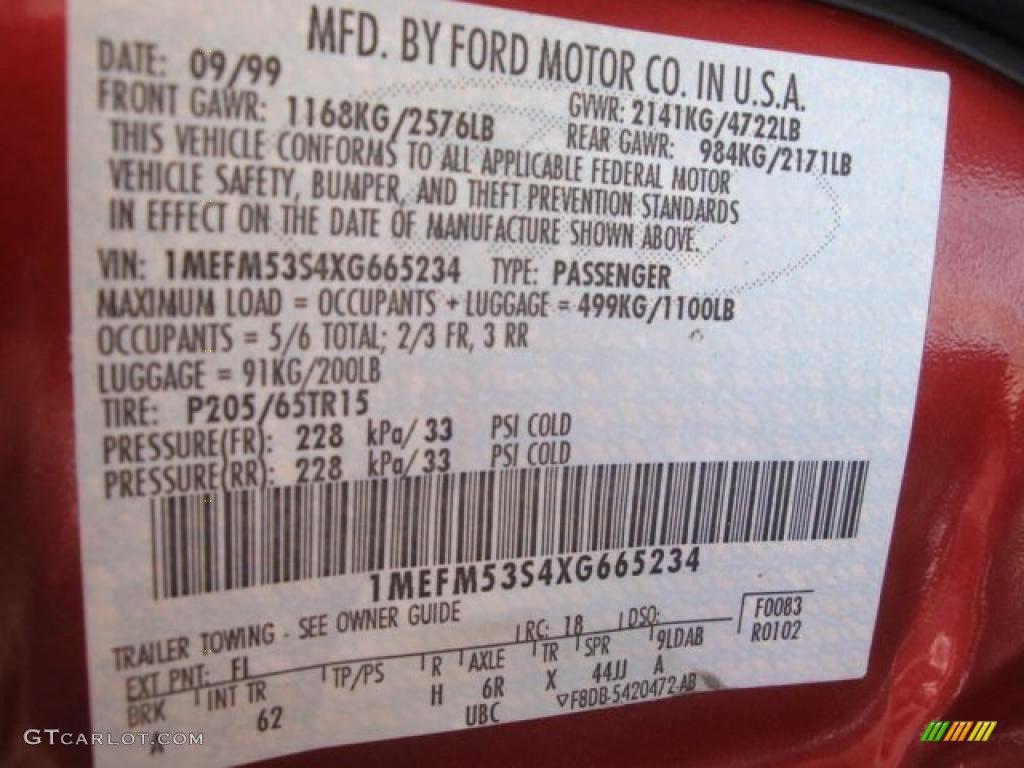 MFD. BY FORD MOTOR CO. IN U.S.A.
DATE: 09/99 GVWR: 2141KG/4722LB
FRONT GAWR: 1168KG/2576LB REAR GAWR: 984KG/2171LB
THIS VEHICLE CONFORMS TO ALL APPLICABLE FEDERAL MOTOR
VEHICLE SAFETY, BUMPER, AND THEFT PREVENTION STANDARDS
IN EFFECT ON THE DATE OF MANUFACTURE SHOWN ABOVE.
VIN: 1MEFM53S4XG665234 TYPE: PASSENGER
MAXIMUM LOAD = OCCUPANTS + LUGGAGE = 499KG/1100LB
OCCUPANTS = 5/6 TOTAL; 2/3 FR, 3 RR
LUGGAGE = 91KG/200LB
TIRE: P205/65TR15
PRESSURE(FR): 228 kPa/33 PSI COLD
PRESSURE(RR): 228 kPa/33 PSI COLD
1MEFM53S4XG665234
TRAILER TOWING - SEE OWNER GUIDE
F0083
EXT PNT: FL RC: 18 DSO: R0102
BRK INT TR TP/PS R AXLE TR SPR 9LDAB
A 62 H 6R X 44JJ A
UBC ▽F8DB-5420472-AB
GTCARLOT.COM